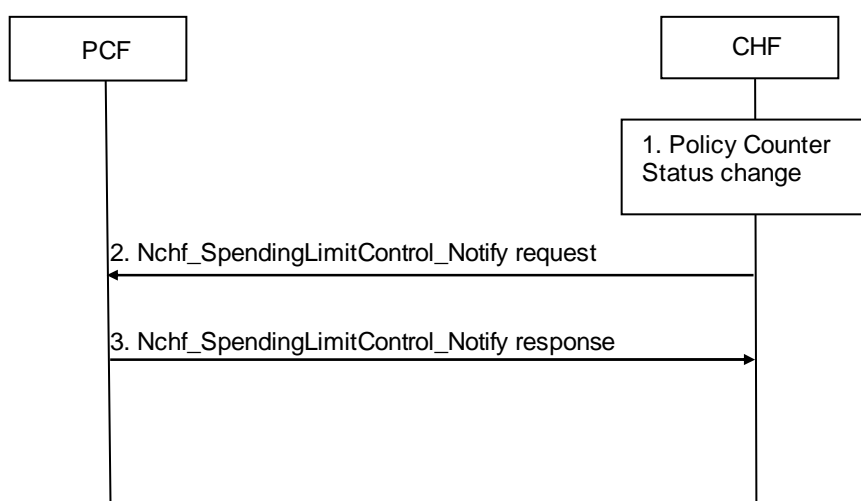 PCF
CHF
1. Policy Counter
Status change
2. Nchf_SpendingLimitControl_Notify request
3. Nchf_SpendingLimitControl_Notify response